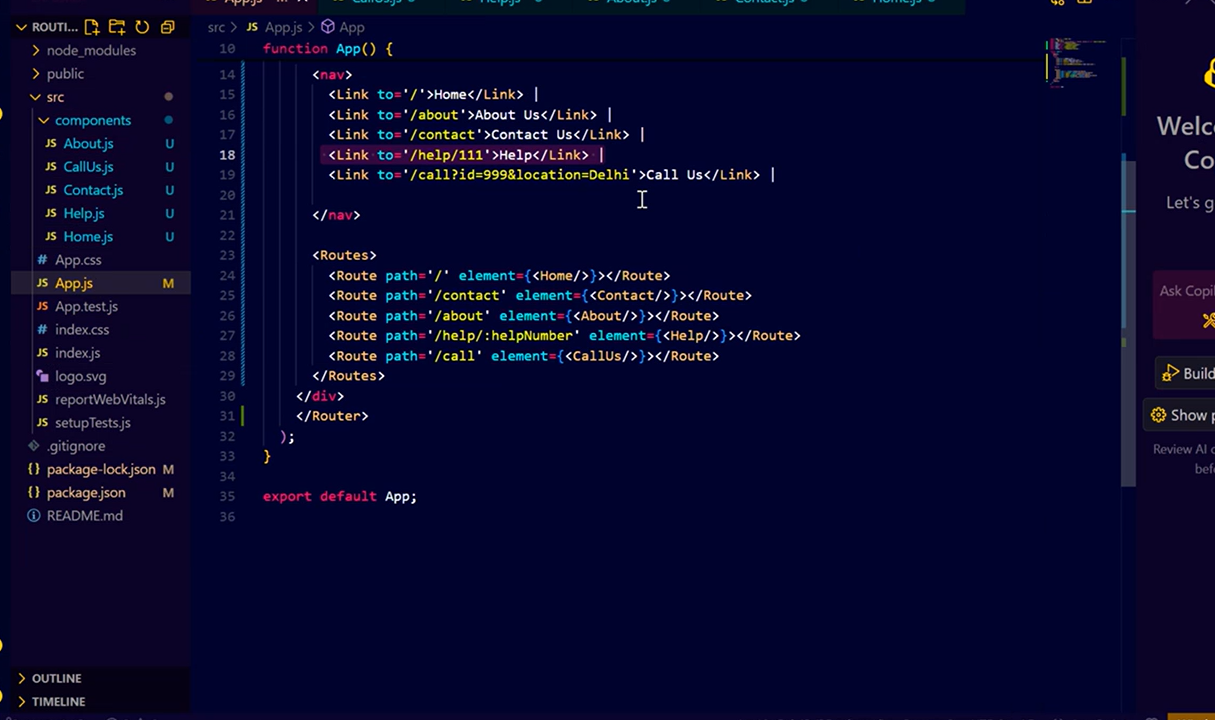 App.js M CallUs.js Help.js About.js Contact.js Home.js
ROUTI...
src > JS App.js > App
node_modules
public
src
components
About.js U
CallUs.js U
Contact.js U
Help.js U
Home.js U
App.css
JS App.js M
App.test.js
# index.css
JS index.js
logo.svg
JS reportWebVitals.js
JS setupTests.js
.gitignore
{} package-lock.json M
{} package.json M
README.md
OUTLINE
TIMELINE
10 function App() {
14 <nav>
15 <Link to='/'>Home</Link> |
16 <Link to='/about'>About Us</Link> |
17 <Link to='/contact'>Contact Us</Link> |
18 <Link to='/help/111'>Help</Link> |
19 <Link to='/call?id=999&location=Delhi'>Call Us</Link> |
20
21 </nav>
22
23 <Routes>
24 <Route path='/' element={<Home/>}></Route>
25 <Route path='/contact' element={<Contact/>}></Route>
26 <Route path='/about' element={<About/>}></Route>
27 <Route path='/help/:helpNumber' element={<Help/>}></Route>
28 <Route path='/call' element={<CallUs/>}></Route>
29 </Routes>
30 </div>
31 </Router>
32 );
33 }
34
35 export default App;
36
Welc
Co
Let's g
Ask Copi
Build
Show p
Review AI
befo